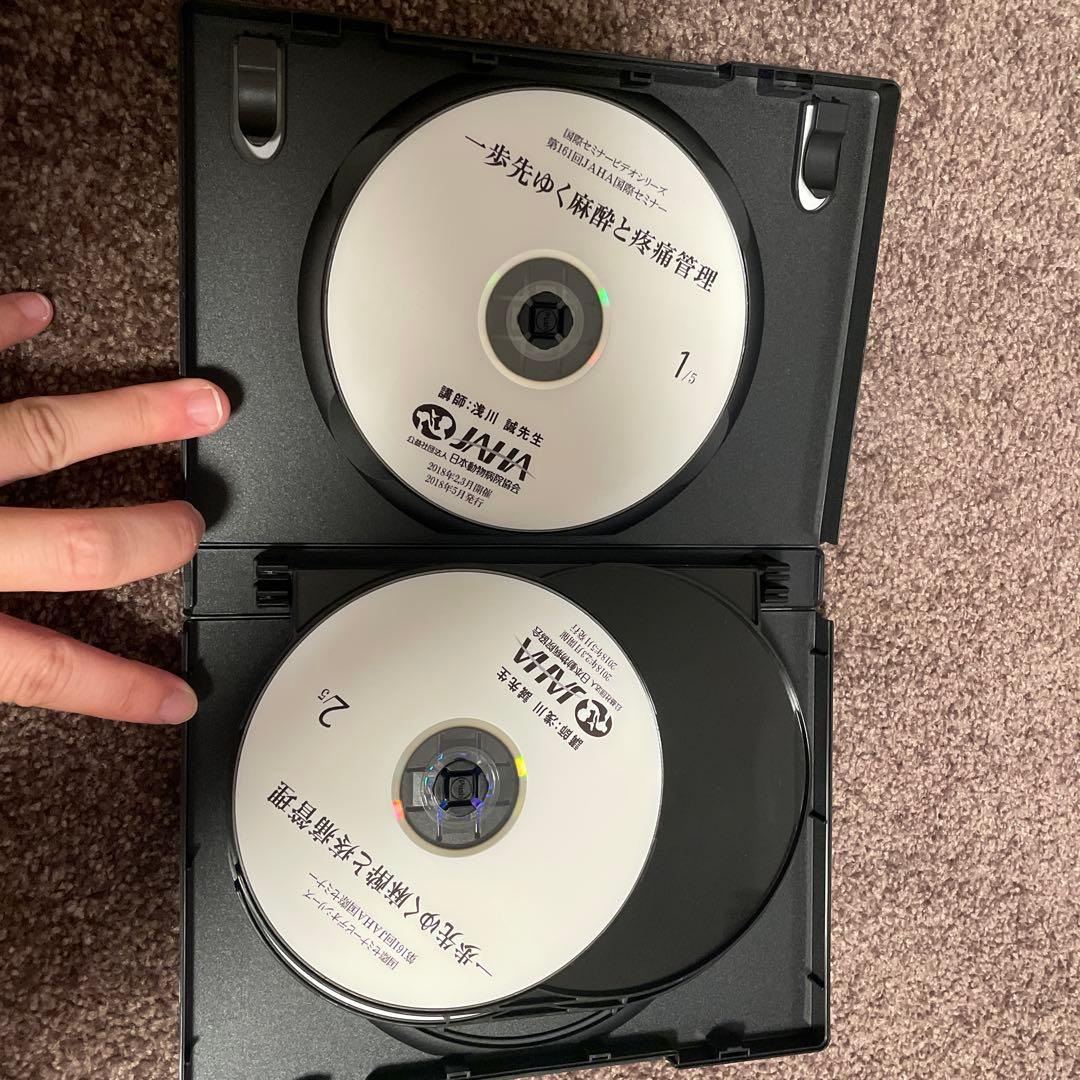 国際セミナービデオシリーズ
第161回JAHA国際セミナー
一歩先ゆく麻酔と疼痛管理
1/5
講師:浅川 誠先生
JAHA
公益社団法人 日本動物病院協会
2018年2,3月開催
2018年5月発行
国際セミナービデオシリーズ
第161回JAHA国際セミナー
一歩先ゆく麻酔と疼痛管理
2/5
講師:浅川 誠先生
JAHA
公益社団法人 日本動物病院協会
2018年2,3月開催
2018年5月発行